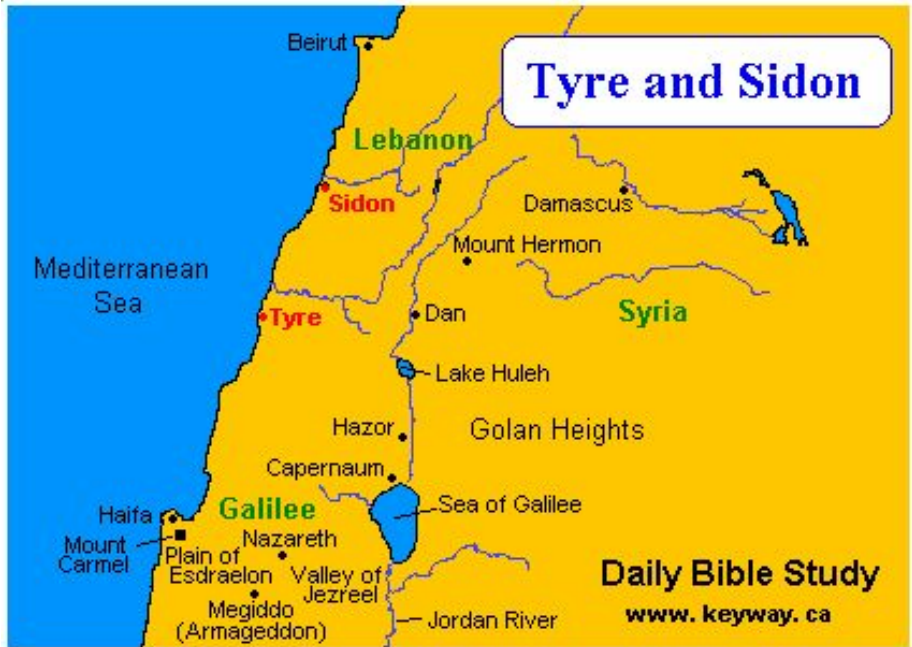 Beirut
Tyre and Sidon
Lebanon
Sidon
Damascus
Mount Hermon
Mediterranean
Sea
Tyre
Dan
Syria
Lake Huleh
Hazor
Golan Heights
Capernaum
Galilee
Sea of Galilee
Haifa
Mount
Carmel
Nazareth
Plain of
Esdraelon
Valley of
Jezreel
Megiddo
(Armageddon)
Jordan River
Daily Bible Study
www. keyway. ca